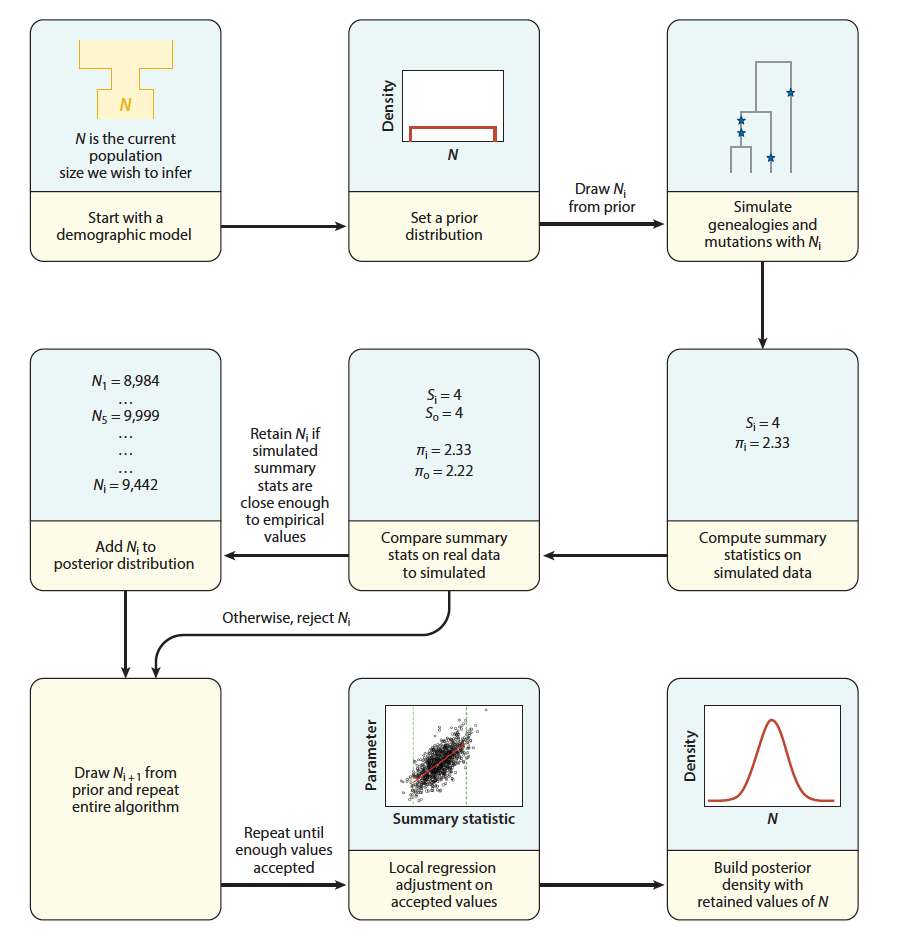 N
N is the current
population
size we wish to infer
Start with a
demographic model
Density
N
Set a prior
distribution
Draw Ni
from prior
Simulate
genealogies and
mutations with Ni
N1 = 8,984
...
N5 = 9,999
...
...
...
Ni = 9,442
Add Ni to
posterior distribution
Retain Ni if
simulated
summary
stats are
close enough
to empirical
values
Si = 4
So = 4
πi = 2.33
πo = 2.22
Compare summary
stats on real data
to simulated
Si = 4
πi = 2.33
Compute summary
statistics on
simulated data
Otherwise, reject Ni
Draw Ni+1 from
prior and repeat
entire algorithm
Repeat until
enough values
accepted
Parameter
Summary statistic
Local regression
adjustment on
accepted values
Density
N
Build posterior
density with
retained values of N